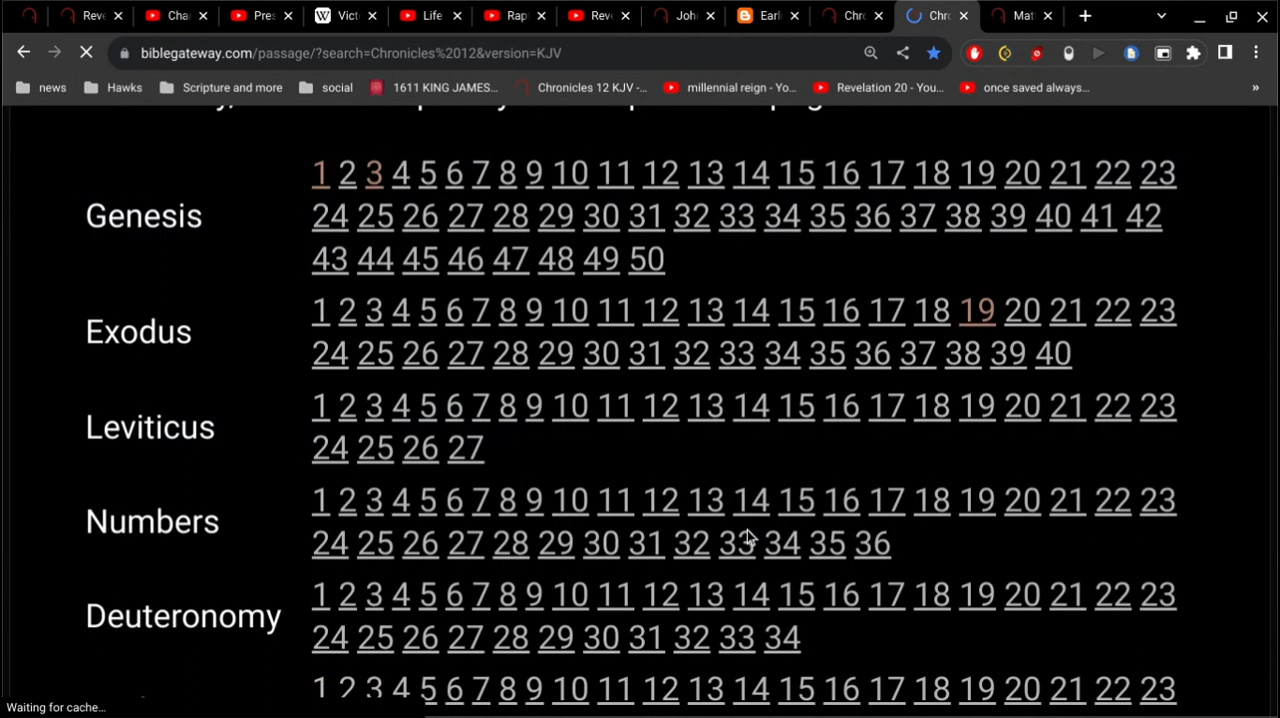 Reve
Cha
Pres
W Vict
Life
Rap
Reve
John
Earli
Chro
Chro
Mat
biblegateway.com/passage/?search=Chronicles%2012&version=KJV
news
Hawks
Scripture and more
social
1611 KING JAMES...
Chronicles 12 KJV -...
millennial reign - Yo...
Revelation 20 - You...
once saved always...
»
1 2 3 4 5 6 7 8 9 10 11 12 13 14 15 16 17 18 19 20 21 22 23
Genesis
24 25 26 27 28 29 30 31 32 33 34 35 36 37 38 39 40 41 42
43 44 45 46 47 48 49 50
1 2 3 4 5 6 7 8 9 10 11 12 13 14 15 16 17 18 19 20 21 22 23
Exodus
24 25 26 27 28 29 30 31 32 33 34 35 36 37 38 39 40
1 2 3 4 5 6 7 8 9 10 11 12 13 14 15 16 17 18 19 20 21 22 23
Leviticus
24 25 26 27
1 2 3 4 5 6 7 8 9 10 11 12 13 14 15 16 17 18 19 20 21 22 23
Numbers
24 25 26 27 28 29 30 31 32 33 34 35 36
1 2 3 4 5 6 7 8 9 10 11 12 13 14 15 16 17 18 19 20 21 22 23
Deuteronomy
24 25 26 27 28 29 30 31 32 33 34
1 2 3 4 5 6 7 8 9 10 11 12 13 14 15 16 17 18 19 20 21 22 23
Waiting for cache...